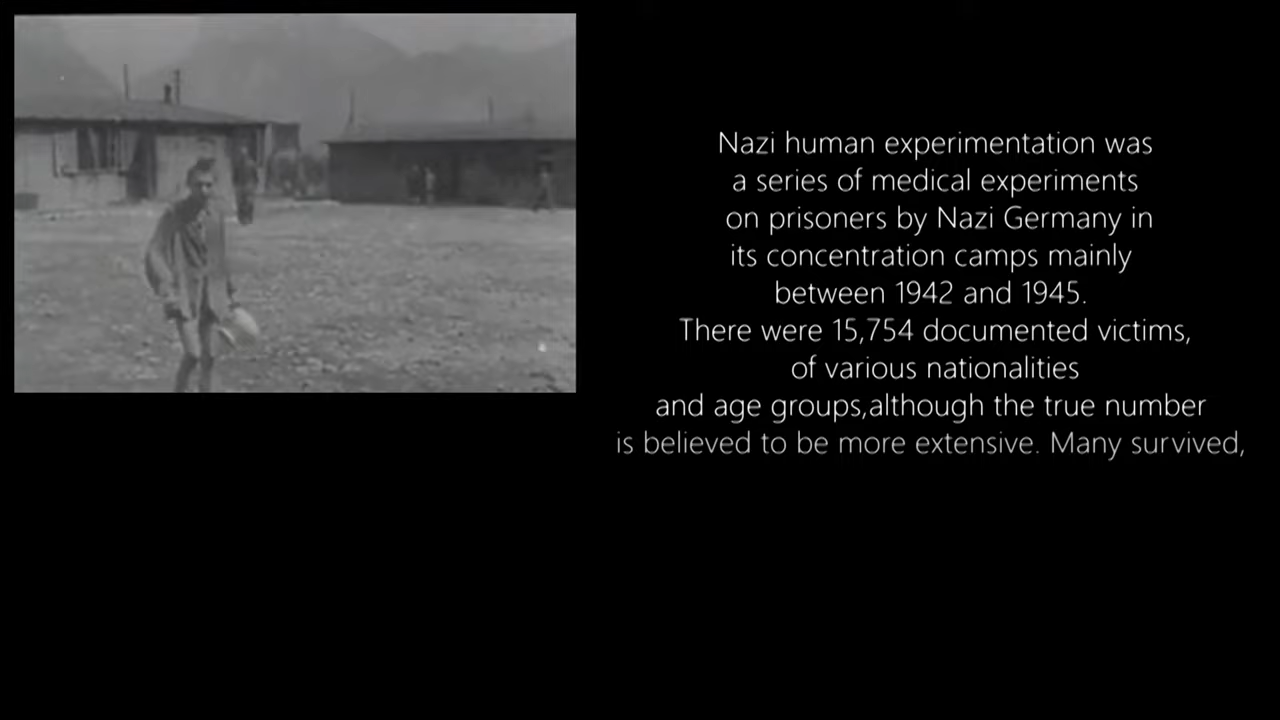 Nazi human experimentation was
a series of medical experiments
on prisoners by Nazi Germany in
its concentration camps mainly
between 1942 and 1945.
There were 15,754 documented victims,
of various nationalities
and age groups,although the true number
is believed to be more extensive. Many survived,